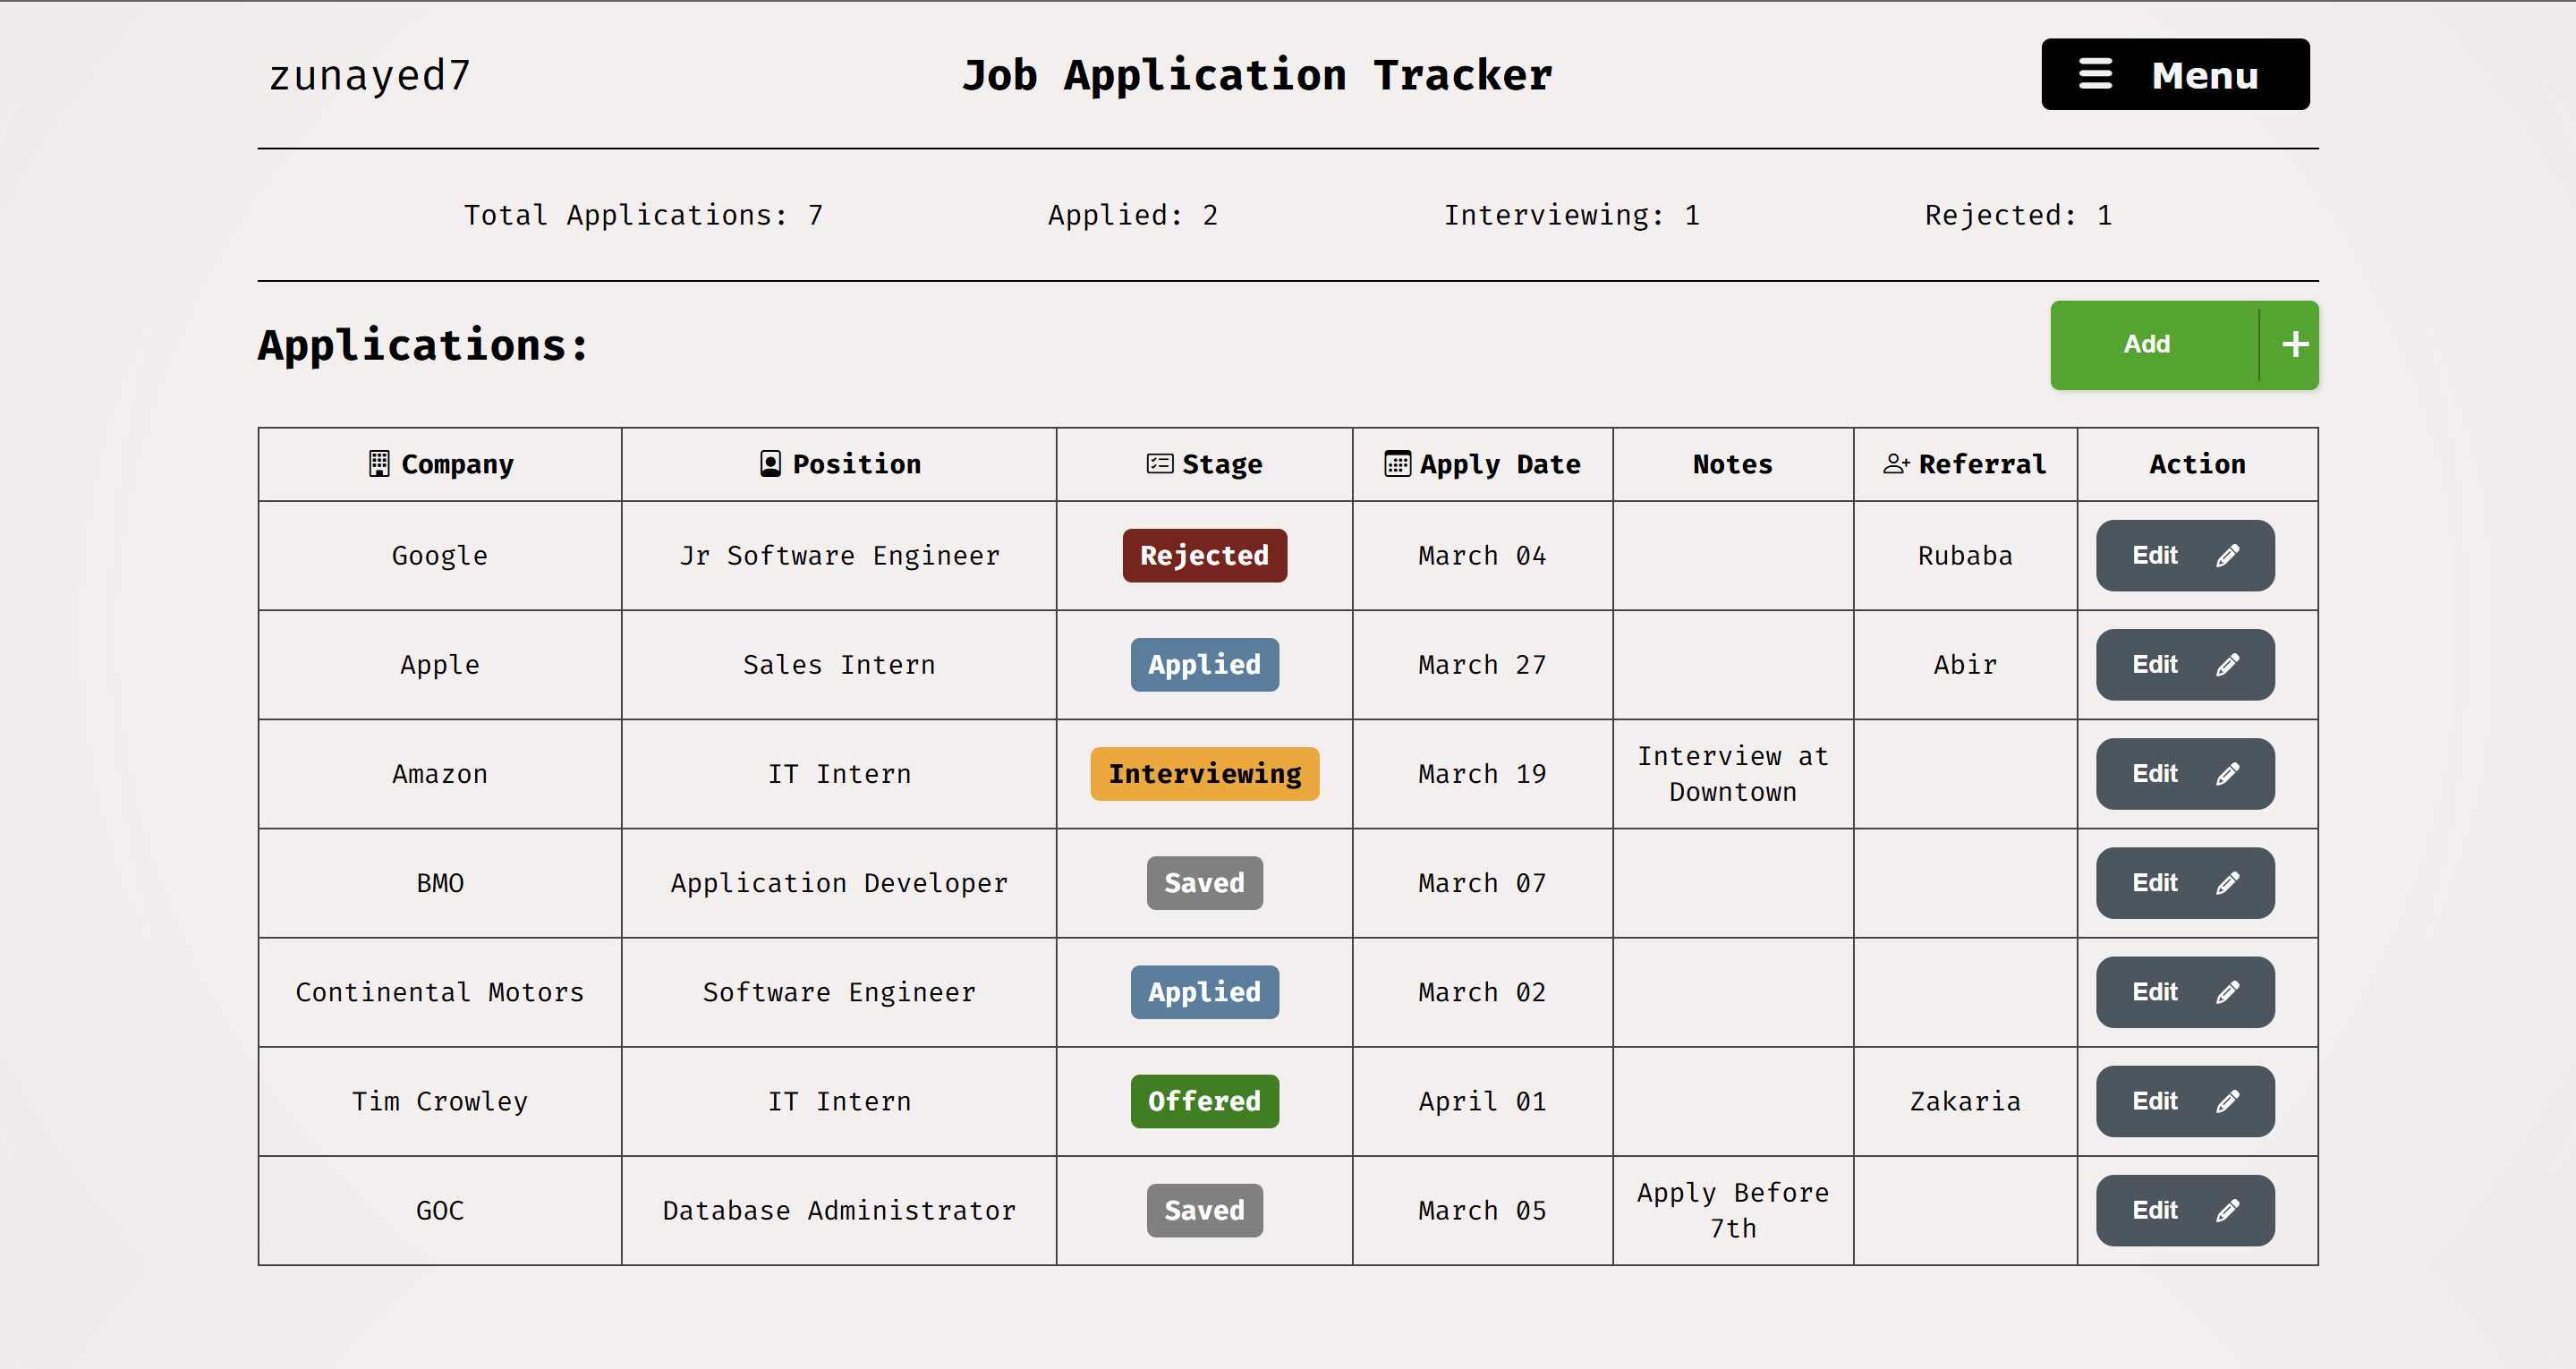 zunayed7 Job Application Tracker Menu
Total Applications: 7 Applied: 2 Interviewing: 1 Rejected: 1
Applications: Add +
Company Position Stage Apply Date Notes Referral Action
Google Jr Software Engineer Rejected March 04 Rubaba Edit
Apple Sales Intern Applied March 27 Abir Edit
Amazon IT Intern Interviewing March 19 Interview at Downtown Edit
BMO Application Developer Saved March 07 Edit
Continental Motors Software Engineer Applied March 02 Edit
Tim Crowley IT Intern Offered April 01 Zakaria Edit
GOC Database Administrator Saved March 05 Apply Before 7th Edit